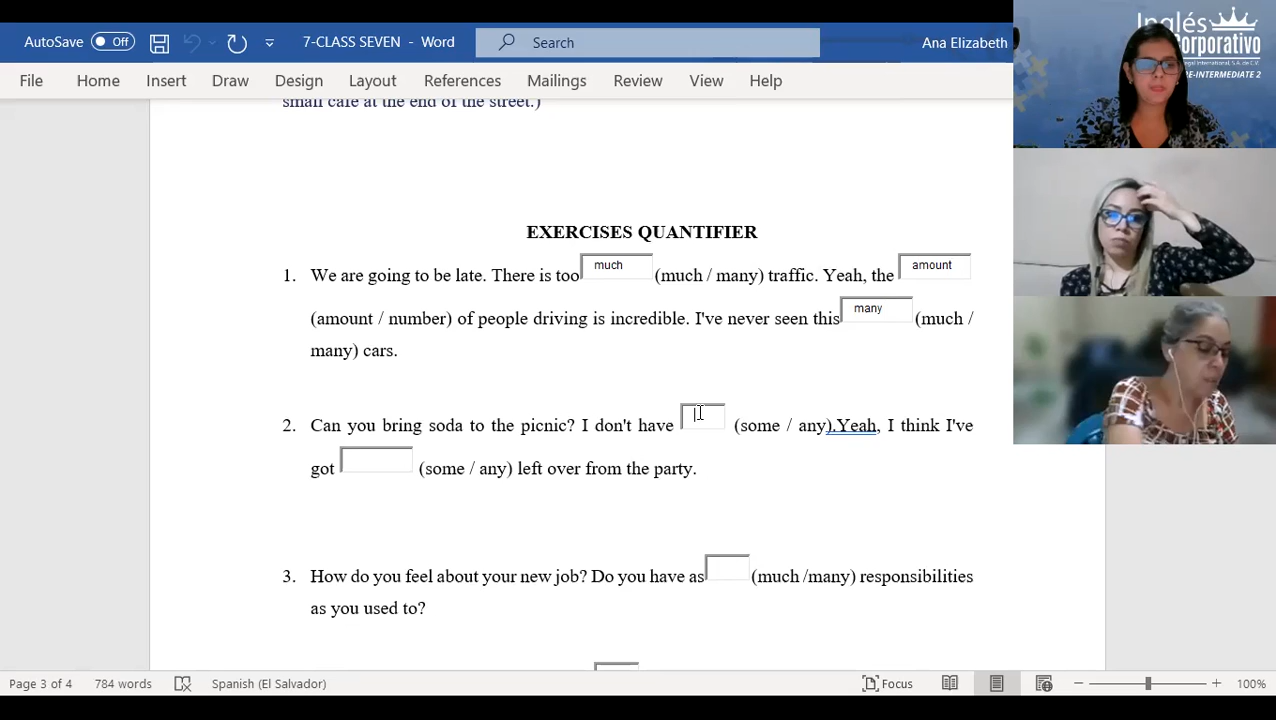 AutoSave Off 7-CLASS SEVEN - Word Search Ana Elizabeth
File Home Insert Draw Design Layout References Mailings Review View Help
Inglés
Corporativo
RE-INTERMEDIATE 2
small café at the end of the street.)
EXERCISES QUANTIFIER
1. We are going to be late. There is too much (much / many) traffic. Yeah, the amount
(amount / number) of people driving is incredible. I've never seen this many (much /
many) cars.
2. Can you bring soda to the picnic? I don't have (some / any).Yeah, I think I've
got (some / any) left over from the party.
3. How do you feel about your new job? Do you have as (much /many) responsibilities
as you used to?
Page 3 of 4 784 words Spanish (El Salvador) Focus 100%